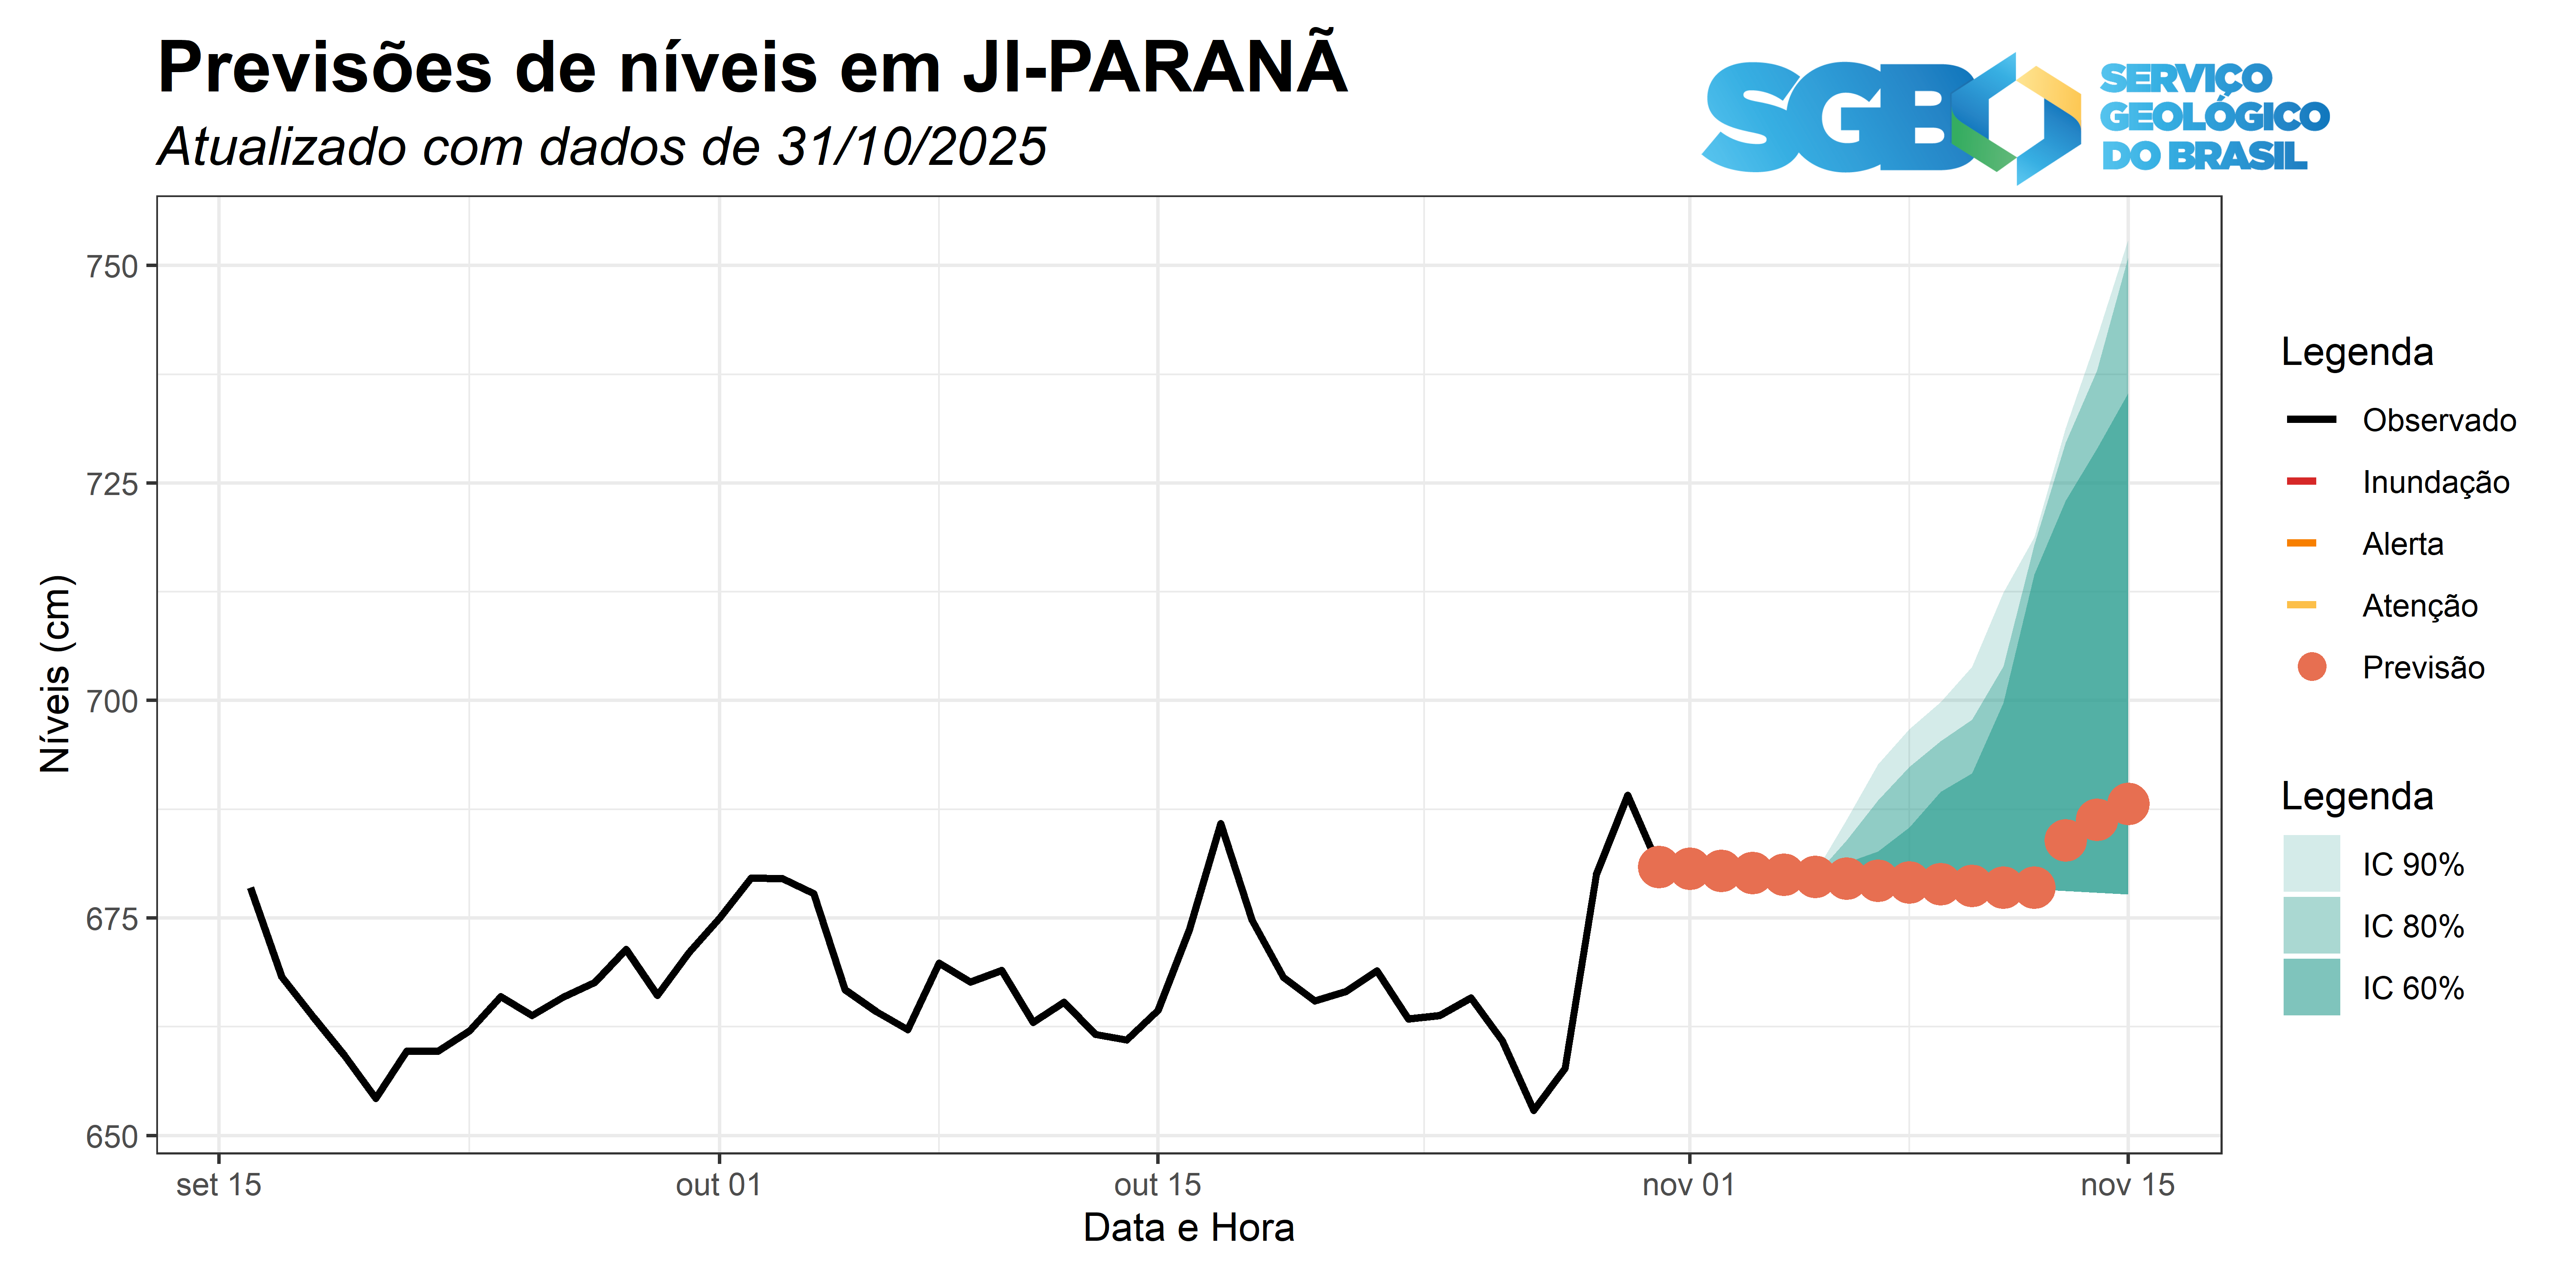 Previsões de níveis em JI-PARANÃ
Atualizado com dados de 31/10/2025
SGB
SERVIÇO
GEOLÓGICO
DO BRASIL
750
725
700
675
650
Níveis (cm)
set 15
out 01
out 15
nov 01
nov 15
Data e Hora
Legenda
Observado
Inundação
Alerta
Atenção
Previsão
Legenda
IC 90%
IC 80%
IC 60%